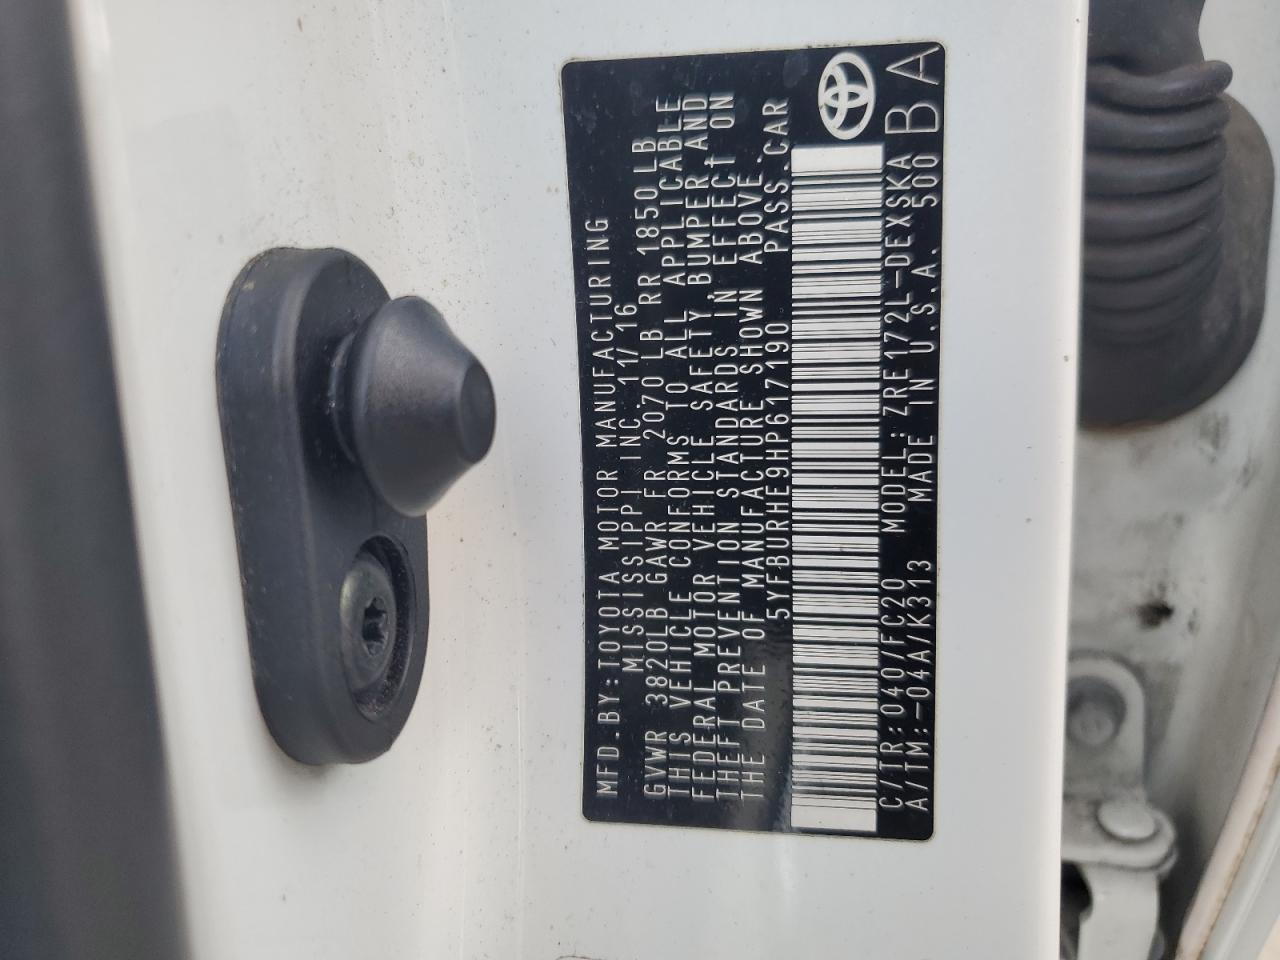 MFD.BY:TOYOTA MOTOR MANUFACTURING
MISSISSIPPI INC. 11/16
GVWR 3820LB GAWR FR 2070LB RR 1850LB
THIS VEHICLE CONFORMS TO ALL APPLICABLE
FEDERAL MOTOR VEHICLE SAFETY, BUMPER, AND
THEFT PREVENTION STANDARDS IN EFFECT ON
THE DATE OF MANUFACTURE SHOWN ABOVE.
5YFBURHE9HP617190 PASS.CAR
C/TR:040/FC20 MODEL:ZRE172L-DEXSKA
A/TM:-04A/K313 MADE IN U.S.A. 500 BA